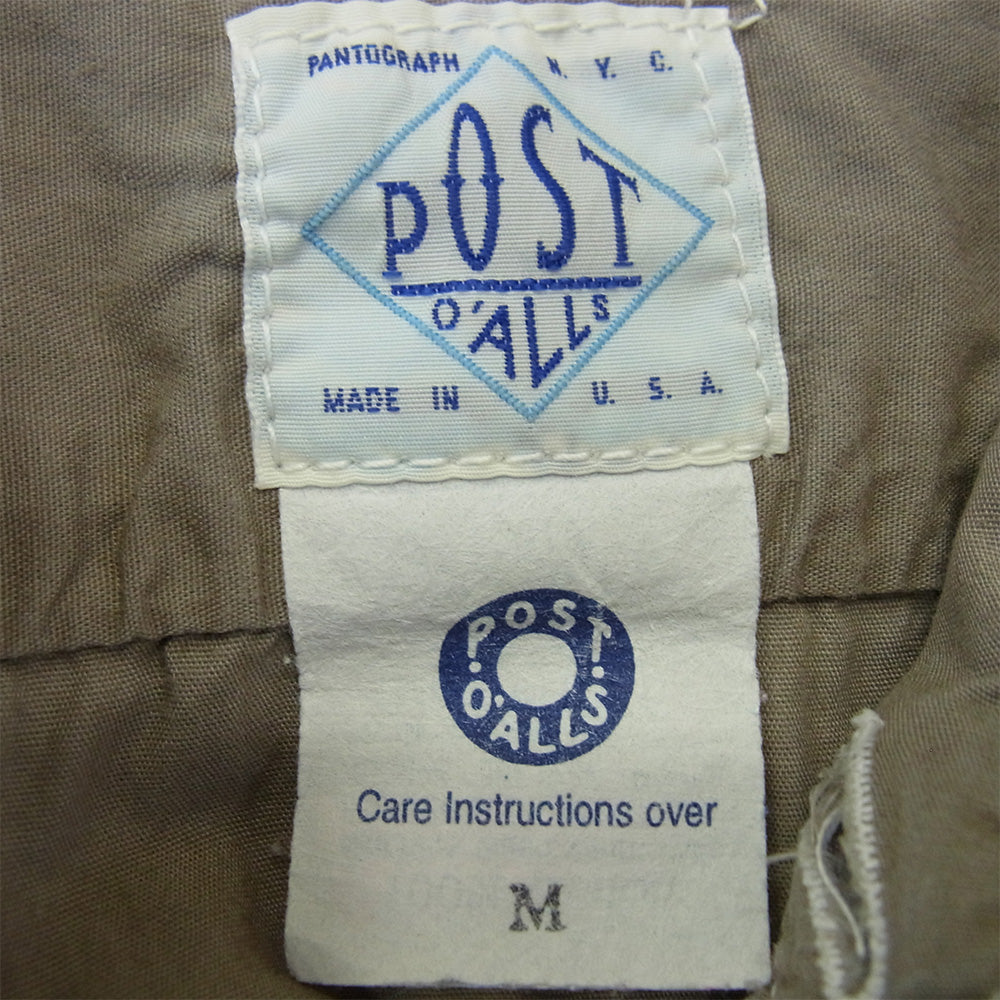 PANTOGRAPH N. Y. C.
POST
O'ALLS
MADE IN U. S. A.
POST
O'ALLS
Care Instructions over
M